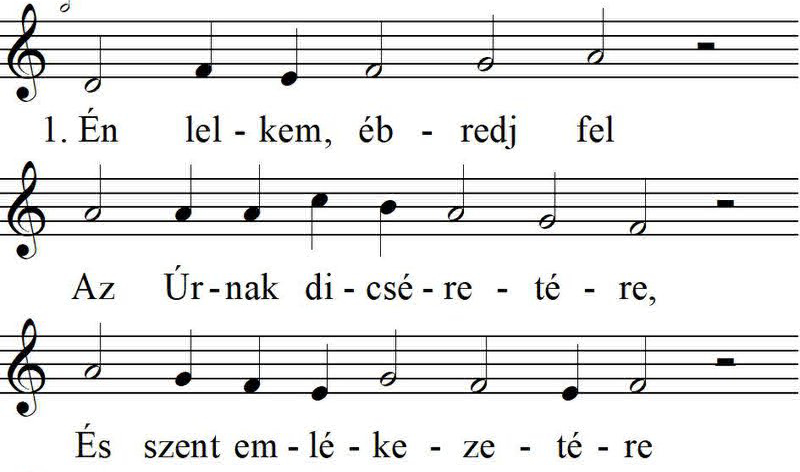 1. Én lel - kem, éb - redj fel
Az Úr - nak di - csé - re - té - re,
És szent em - lé - ke - ze - té - re